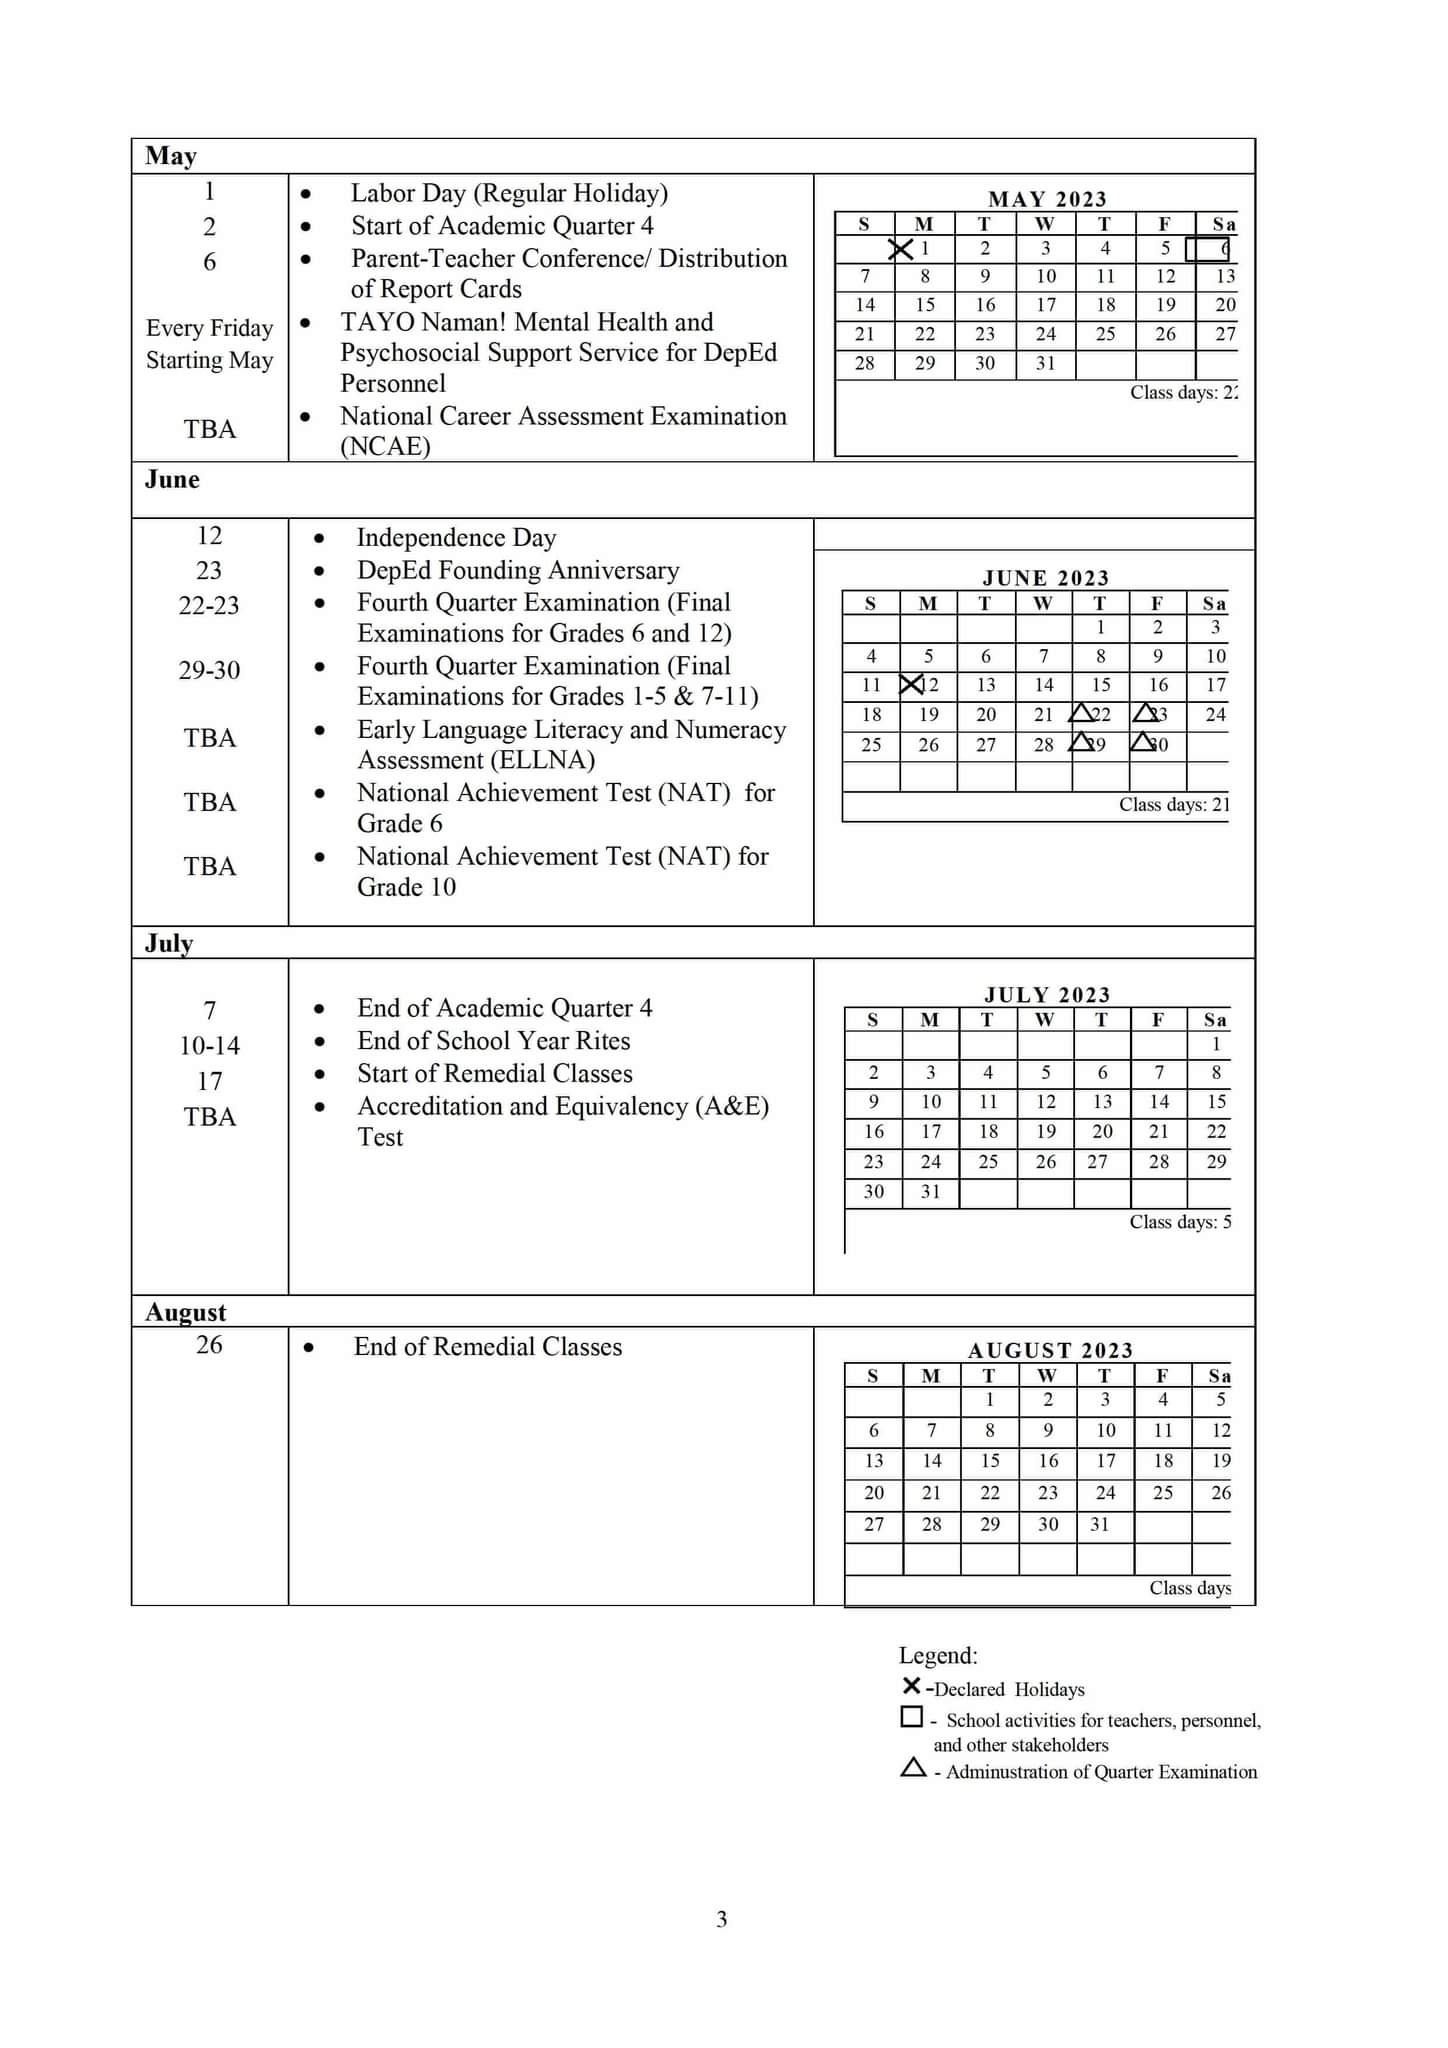 May
1
• Labor Day (Regular Holiday)
2
• Start of Academic Quarter 4
6
• Parent-Teacher Conference/ Distribution
of Report Cards
Every Friday
Starting May
• TAYO Naman! Mental Health and
Psychosocial Support Service for DepEd
Personnel
TBA
• National Career Assessment Examination
(NCAE)
MAY 2023
S M T W T F Sa
1 2 3 4 5 6
7 8 9 10 11 12 13
14 15 16 17 18 19 20
21 22 23 24 25 26 27
28 29 30 31
Class days: 22
June
12
• Independence Day
23
• DepEd Founding Anniversary
22-23
• Fourth Quarter Examination (Final
Examinations for Grades 6 and 12)
29-30
• Fourth Quarter Examination (Final
Examinations for Grades 1-5 & 7-11)
TBA
• Early Language Literacy and Numeracy
Assessment (ELLNA)
TBA
• National Achievement Test (NAT) for
Grade 6
TBA
• National Achievement Test (NAT) for
Grade 10
JUNE 2023
S M T W T F Sa
1 2 3
4 5 6 7 8 9 10
11 12 13 14 15 16 17
18 19 20 21 22 23 24
25 26 27 28 29 30
Class days: 21
July
7
• End of Academic Quarter 4
10-14
• End of School Year Rites
17
• Start of Remedial Classes
TBA
• Accreditation and Equivalency (A&E)
Test
JULY 2023
S M T W T F Sa
1
2 3 4 5 6 7 8
9 10 11 12 13 14 15
16 17 18 19 20 21 22
23 24 25 26 27 28 29
30 31
Class days: 5
August
26
• End of Remedial Classes
AUGUST 2023
S M T W T F Sa
1 2 3 4 5
6 7 8 9 10 11 12
13 14 15 16 17 18 19
20 21 22 23 24 25 26
27 28 29 30 31
Class days
Legend:
-Declared Holidays
- School activities for teachers, personnel,
and other stakeholders
- Adminustration of Quarter Examination
3